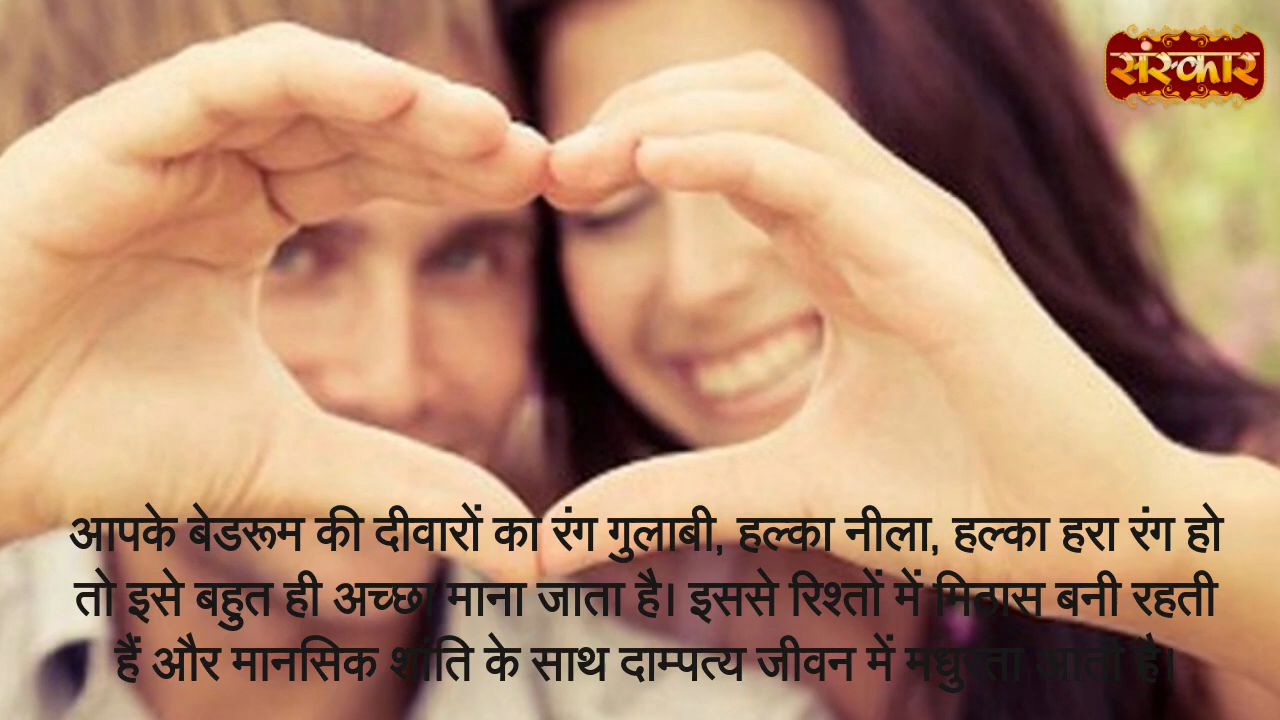 संस्कार
आपके बेडरूम की दीवारों का रंग गुलाबी, हल्का नीला, हल्का हरा रंग हो
तो इसे बहुत ही अच्छा माना जाता है। इससे रिश्तों में मिठास बनी रहती
हैं और मानसिक शांति के साथ दाम्पत्य जीवन में मधुरता आती है।